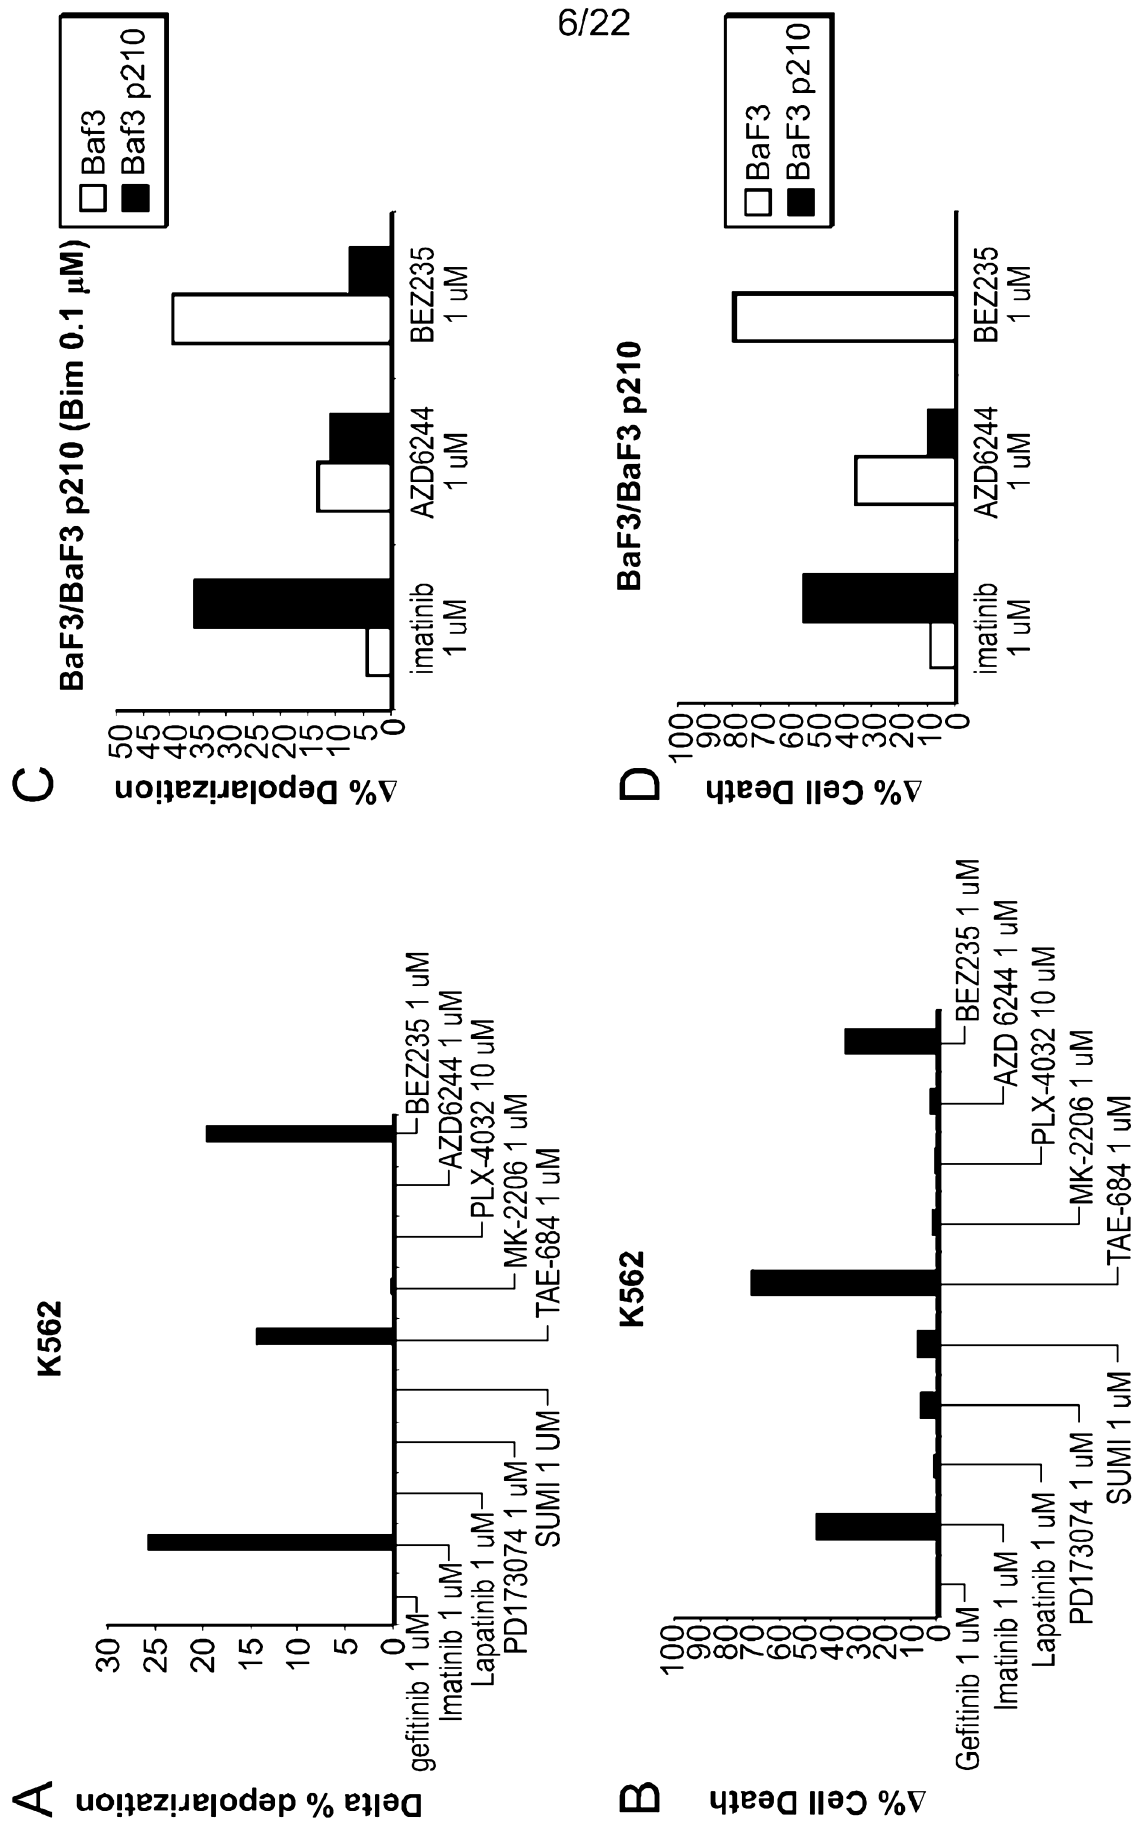 6/22
A
K562
Delta % depolarization
30
25
20
15
10
5
0
gefitinib 1 uM
Imatinib 1 uM
Lapatinib 1 uM
PD173074 1 uM
SUMI 1 UM
TAE-684 1 uM
MK-2206 1 uM
PLX-4032 10 uM
AZD6244 1 uM
BEZ235 1 uM
B
K562
Δ% Cell Death
100
90%
80%
70%
60%
50%
40%
30%
20%
10%
0
Gefitinib 1 uM
Imatinib 1 uM
Lapatinib 1 uM
PD173074 1 uM
SUMI 1 uM
TAE-684 1 uM
MK-2206 1 uM
PLX-4032 10 uM
AZD 6244 1 uM
BEZ235 1 uM
C
BaF3/BaF3 p210 (Bim 0.1 μM)
Baf3
Baf3 p210
Δ% Depolarization
50
45
40
35
30
25
20
15
10
5
0
imatinib
1 uM
AZD6244
1 uM
BEZ235
1 uM
D
BaF3/BaF3 p210
BaF3
BaF3 p210
Δ% Cell Death
100
90
80
70
60
50
40
30
20
10
0
imatinib
1 uM
AZD6244
1 uM
BEZ235
1 uM